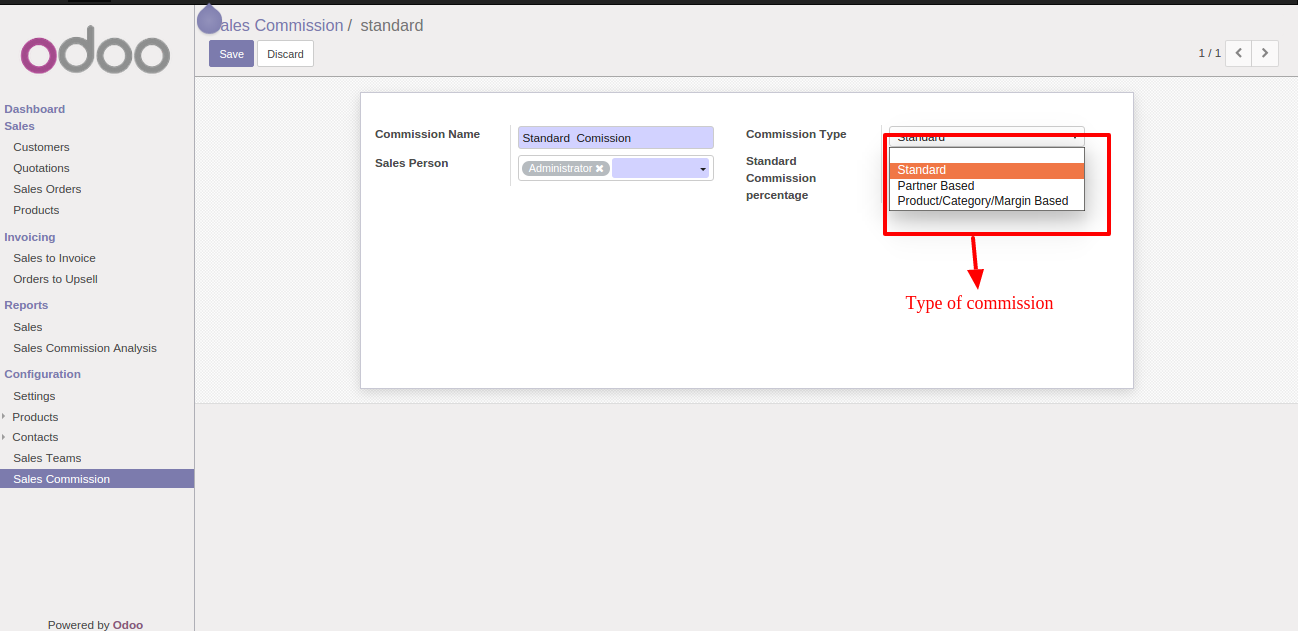 odoo
Dashboard
Sales
Customers
Quotations
Sales Orders
Products
Invoicing
Sales to Invoice
Orders to Upsell
Reports
Sales
Sales Commission Analysis
Configuration
Settings
Products
Contacts
Sales Teams
Sales Commission
Powered by Odoo
ales Commission / standard
Save Discard
1 / 1
Commission Name Standard Comission
Sales Person Administrator
Commission Type Standard
Standard
Commission
percentage
Standard
Partner Based
Product/Category/Margin Based
Type of commission